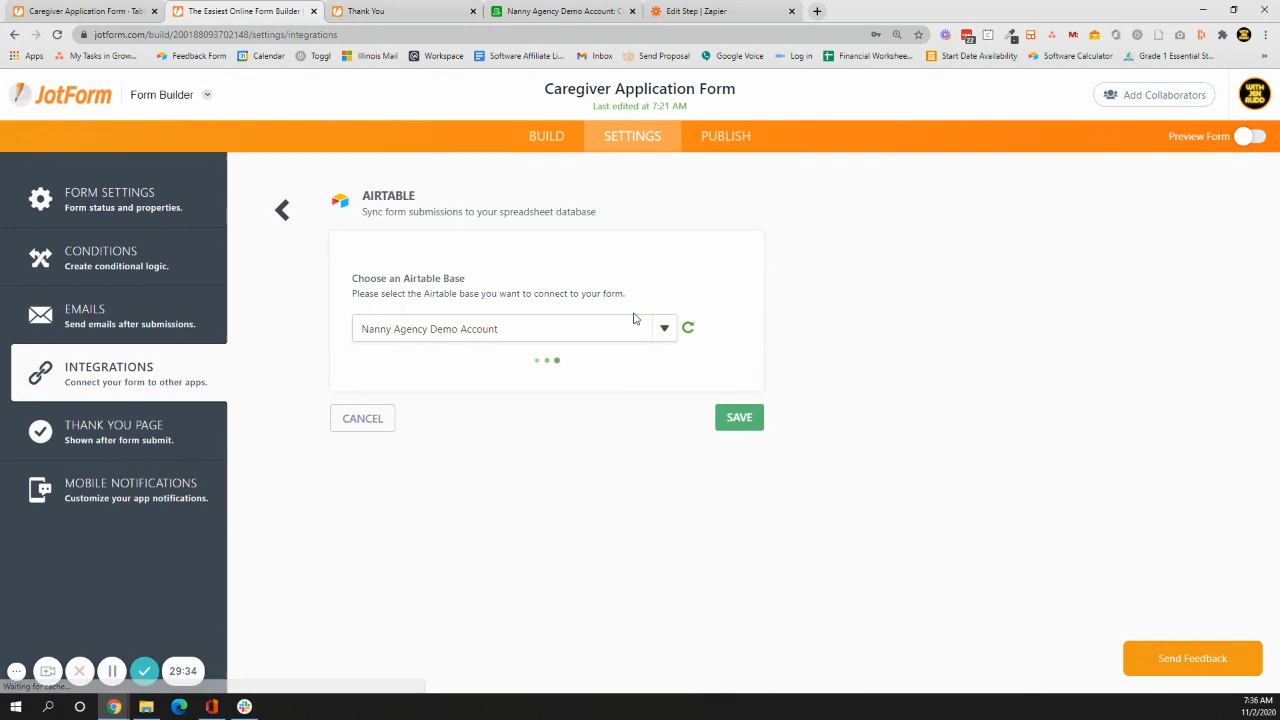 Caregiver Application Form - Tabl
The Easiest Online Form Builder |
Thank You
Nanny Agency Demo Account: C
Edit Step | Zapier
jotform.com/build/200188093702148/settings/integrations
22
Apps
My Tasks in Grow...
Feedback Form
Calendar
Toggl
Illinois Mail
Workspace
Software Affiliate Li...
Inbox
Send Proposal
Google Voice
Log in
Financial Workshee...
Start Date Availability
Software Calculator
Grade 1 Essential St...
JotForm
Form Builder
Caregiver Application Form
Last edited at 7:21 AM
Add Collaborators
WITH JEN RUDD
BUILD
SETTINGS
PUBLISH
Preview Form
FORM SETTINGS
Form status and properties.
CONDITIONS
Create conditional logic.
EMAILS
Send emails after submissions.
INTEGRATIONS
Connect your form to other apps.
THANK YOU PAGE
Shown after form submit.
MOBILE NOTIFICATIONS
Customize your app notifications.
AIRTABLE
Sync form submissions to your spreadsheet database
Choose an Airtable Base
Please select the Airtable base you want to connect to your form.
Nanny Agency Demo Account
CANCEL
SAVE
Send Feedback
29:34
Waiting for cache...
7:36 AM
11/2/2020